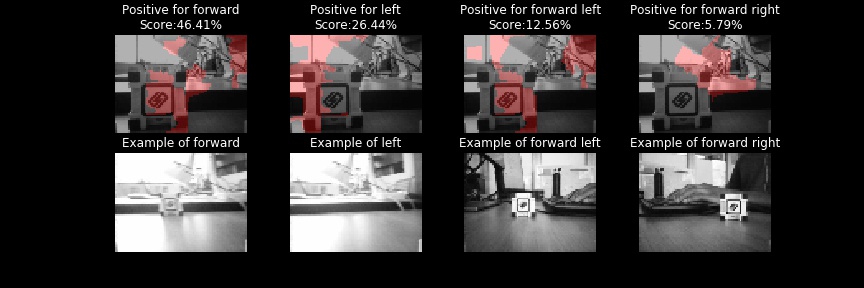 Positive for forward
Score:46.41%
Positive for left
Score:26.44%
Positive for forward left
Score:12.56%
Positive for forward right
Score:5.79%
Example of forward
Example of left
Example of forward left
Example of forward right